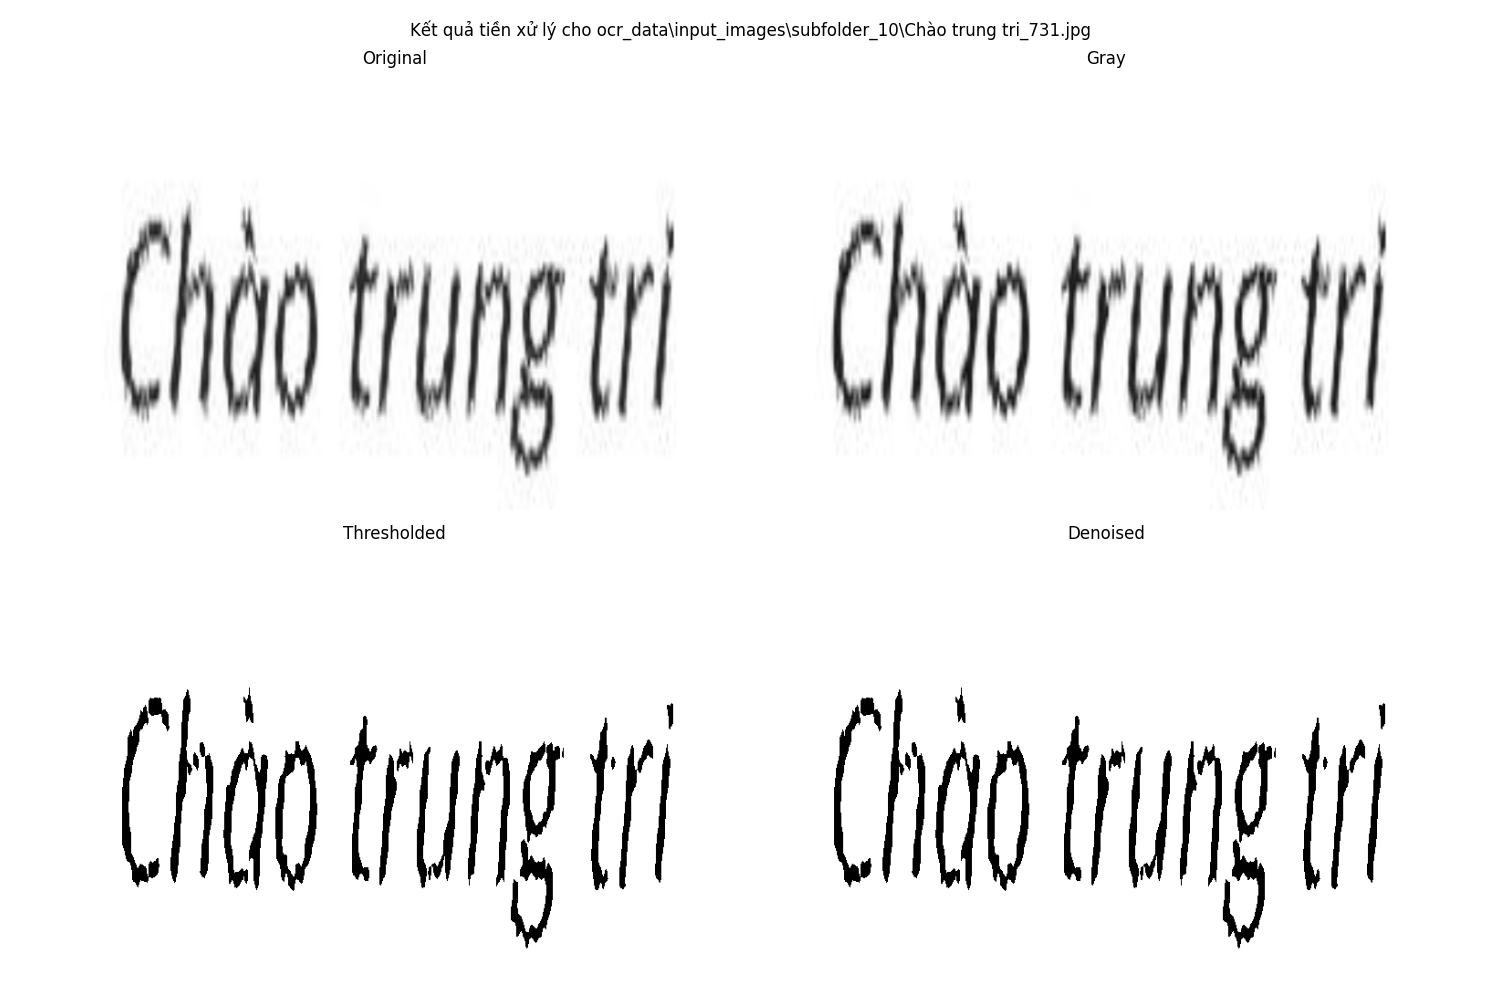 Kết quả tiền xử lý cho ocr_data\input_images\subfolder_10\Chào trung tri_731.jpg
Original
Gray
Chào trung tri
Chào trung tri
Thresholded
Denoised
Chào trung tri
Chào trung tri